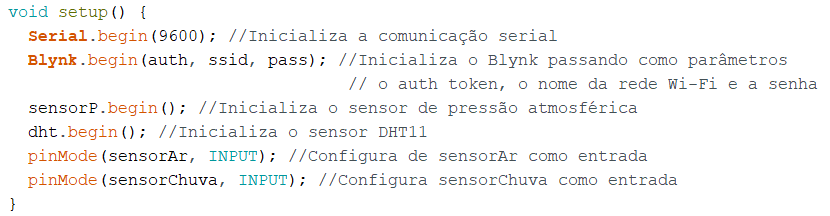 void setup() {
Serial.begin(9600); //Inicializa a comunicação serial
Blynk.begin(auth, ssid, pass); //Inicializa o Blynk passando como parâmetros
// o auth token, o nome da rede Wi-Fi e a senha
sensorP.begin(); //Inicializa o sensor de pressão atmosférica
dht.begin(); //Inicializa o sensor DHT11
pinMode(sensorAr, INPUT); //Configura de sensorAr como entrada
pinMode(sensorChuva, INPUT); //Configura sensorChuva como entrada
}